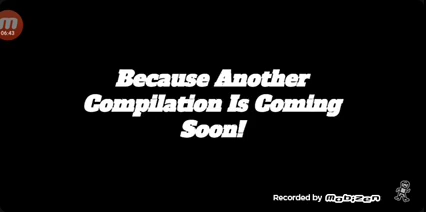 m
06:43
Because Another
Compilation Is Coming
Soon!
Recorded by mobizen